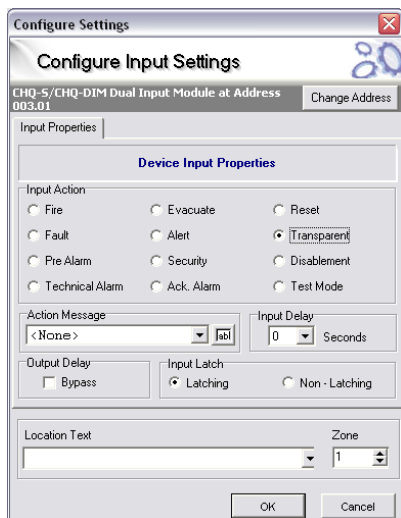 Configure Settings
Configure Input Settings
CHQ-S/CHQ-DIM Dual Input Module at Address 003.01
Change Address
Input Properties
Device Input Properties
Input Action
Fire
Evacuate
Reset
Fault
Alert
Transparent
Pre Alarm
Security
Disablement
Technical Alarm
Ack. Alarm
Test Mode
Action Message
Input Delay
<None>
abl
0
Seconds
Output Delay
Input Latch
Bypass
Latching
Non - Latching
Location Text
Zone
1
OK
Cancel